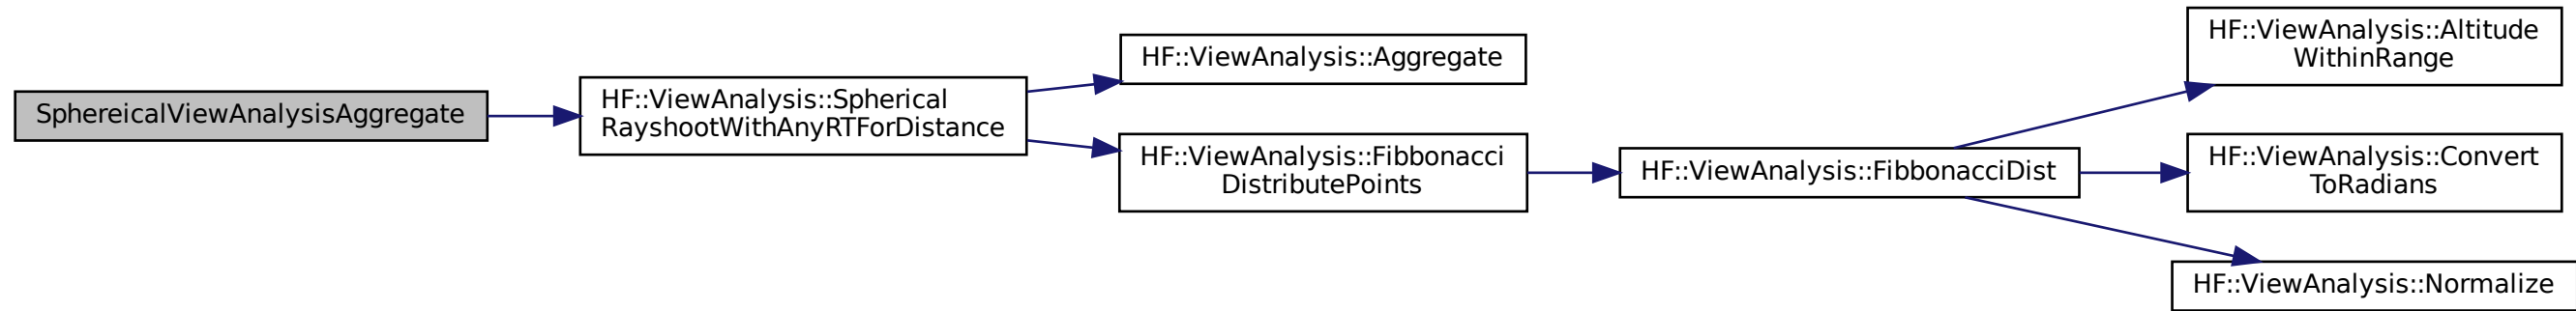 SphereicalViewAnalysisAggregate
HF::ViewAnalysis::Spherical
RayshootWithAnyRTForDistance
HF::ViewAnalysis::Aggregate
HF::ViewAnalysis::Fibbonacci
DistributePoints
HF::ViewAnalysis::FibbonacciDist
HF::ViewAnalysis::Altitude
WithinRange
HF::ViewAnalysis::Convert
ToRadians
HF::ViewAnalysis::Normalize